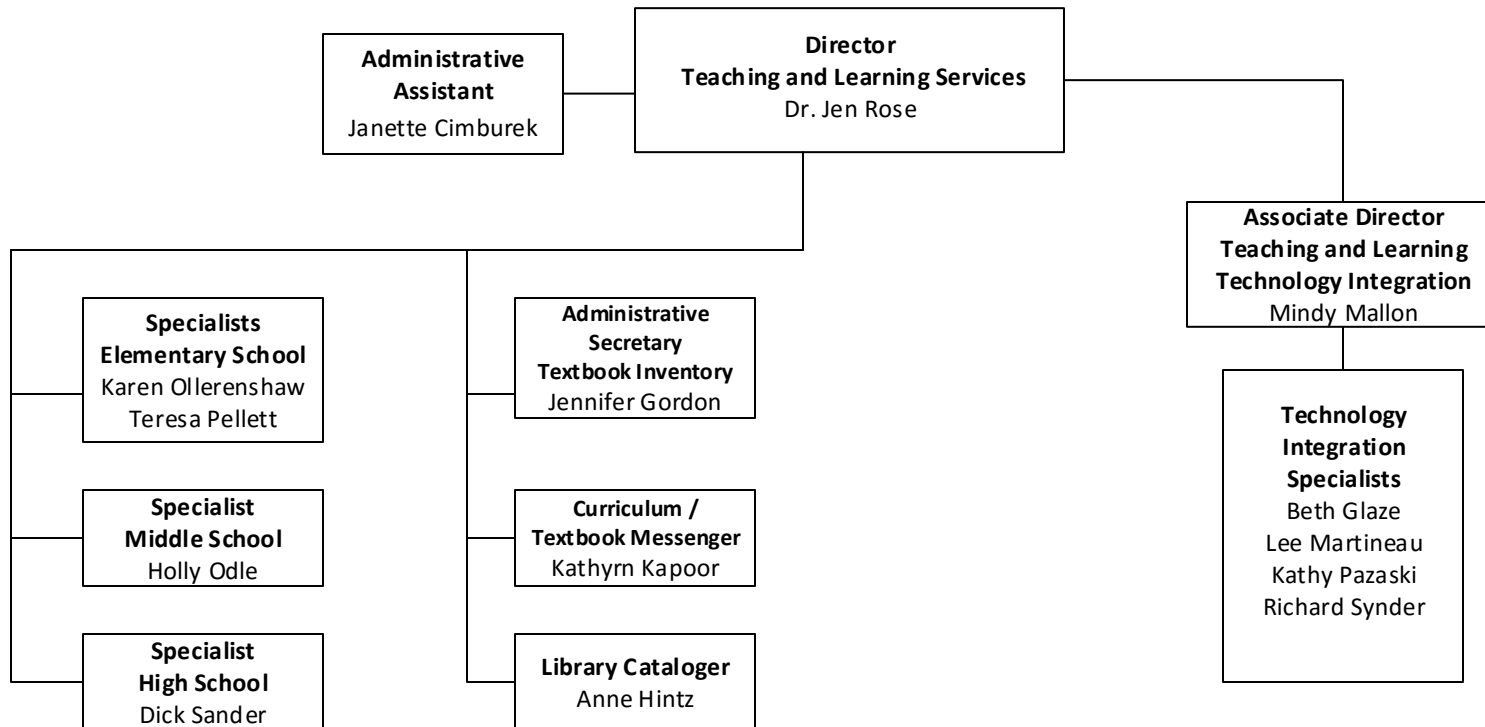 Administrative
Assistant
Janette Cimburek
Director
Teaching and Learning Services
Dr. Jen Rose
Associate Director
Teaching and Learning
Technology Integration
Mindy Mallon
Specialists
Elementary School
Karen Ollerenshaw
Teresa Pellett
Administrative
Secretary
Textbook Inventory
Jennifer Gordon
Technology
Integration
Specialists
Beth Glaze
Lee Martineau
Kathy Pazaski
Richard Synder
Specialist
Middle School
Holly Odle
Curriculum /
Textbook Messenger
Kathyrn Kapoor
Specialist
High School
Dick Sander
Library Cataloger
Anne Hintz